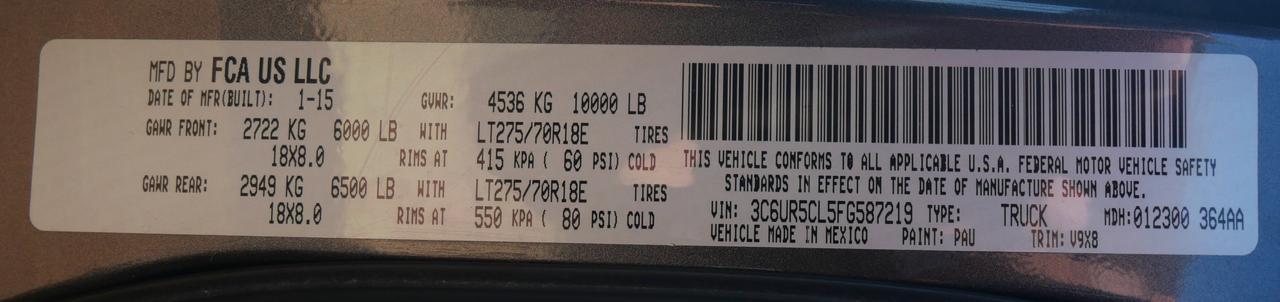 MFD BY FCA US LLC
DATE OF MFR(BUILT): 1-15 GVWR: 4536 KG 10000 LB
GAWR FRONT: 2722 KG 6000 LB WITH LT275/70R18E TIRES
18X8.0 RIMS AT 415 KPA ( 60 PSI) COLD
GAWR REAR: 2949 KG 6500 LB WITH LT275/70R18E TIRES
18X8.0 RIMS AT 550 KPA ( 80 PSI) COLD
THIS VEHICLE CONFORMS TO ALL APPLICABLE U.S.A. FEDERAL MOTOR VEHICLE SAFETY
STANDARDS IN EFFECT ON THE DATE OF MANUFACTURE SHOWN ABOVE.
VIN: 3C6UR5CL5FG587219 TYPE: TRUCK MDH:012300 364AA
VEHICLE MADE IN MEXICO PAINT: PAU TRIM: V9X8